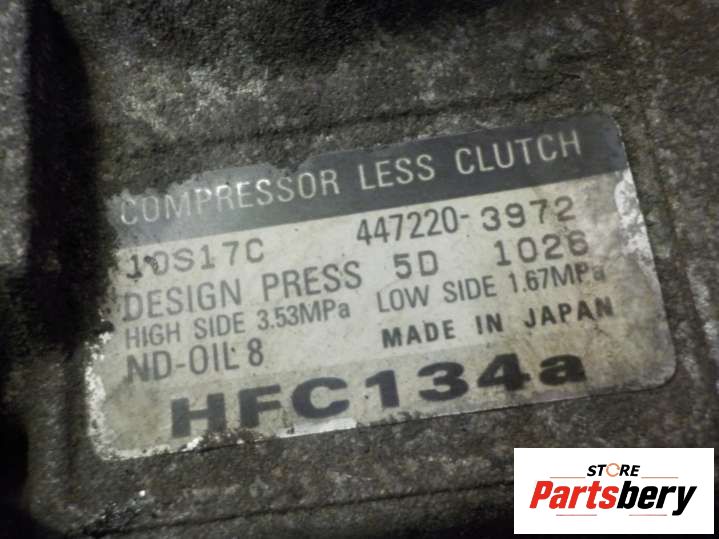 COMPRESSOR LESS CLUTCH
10S17C 447220-3972
DESIGN PRESS 5D 1026
HIGH SIDE 3.53MPa LOW SIDE 1.67MPa
ND-OIL 8 MADE IN JAPAN
HFC134a
STORE
Partsbery